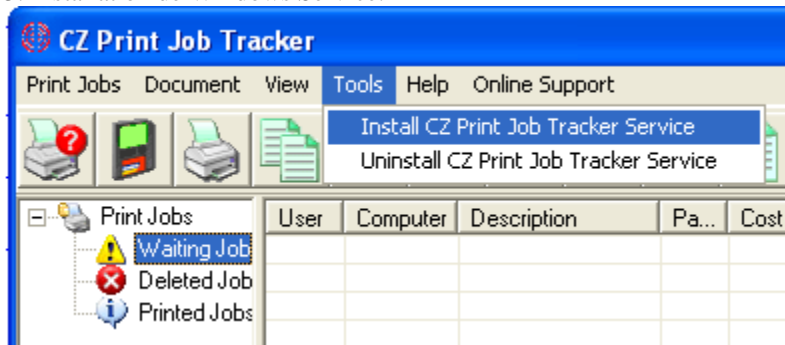 CZ Print Job Tracker
Print Jobs Document View Tools Help Online Support
Install CZ Print Job Tracker Service
Uninstall CZ Print Job Tracker Service
Print Jobs User Computer Description Pa... Cost
Waiting Job
Deleted Job
Printed Jobs